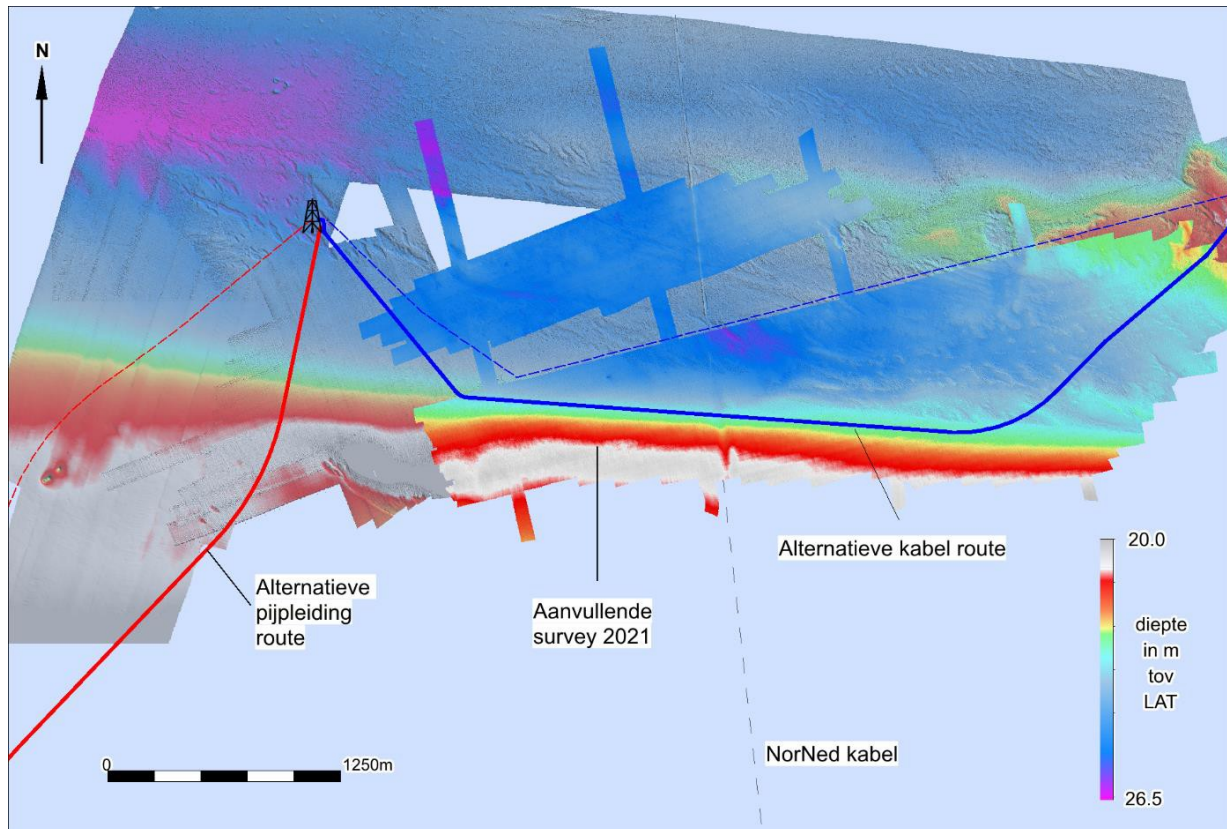 N
Alternatieve
pijpleiding
route
Aanvullende
survey 2021
Alternatieve kabel route
NorNed kabel
0
1250m
20.0
diepte
in m
tov
LAT
26.5